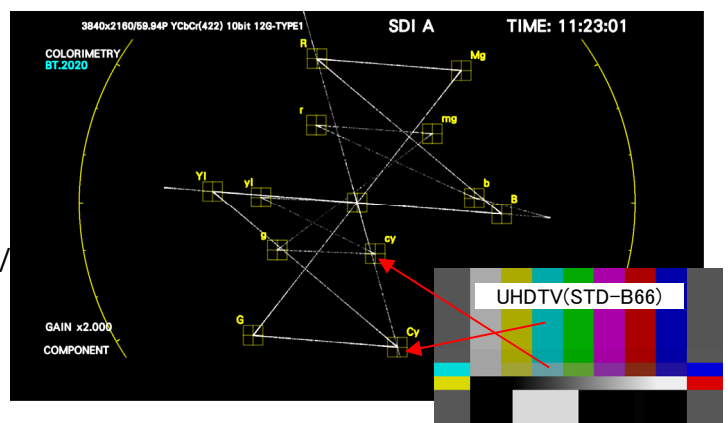 3840x2160/59.94P YCbCr(422) 10bit 12G-TYPE1 SDI A TIME: 11:23:01
COLORIMETRY
BT.2020
R
Mg
r
mg
Yl
yl
b
B
g
cy
/
UHDTV(STD-B66)
G
Cy
GAIN x2.000
COMPONENT